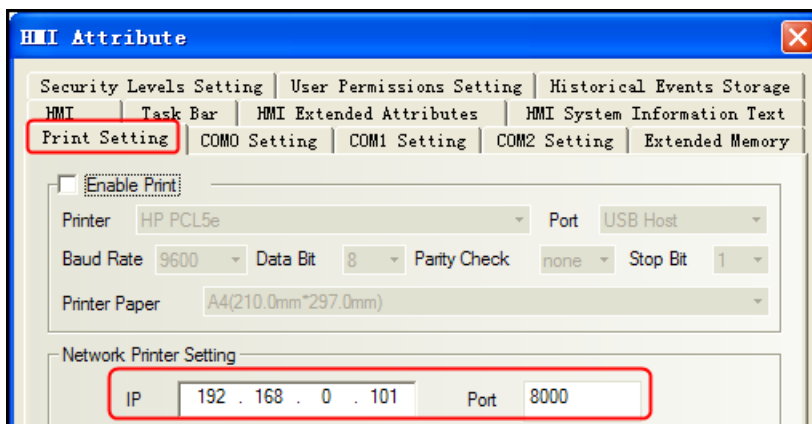 HMI Attribute
Security Levels Setting User Permissions Setting Historical Events Storage
HMI Task Bar HMI Extended Attributes HMI System Information Text
Print Setting COM0 Setting COM1 Setting COM2 Setting Extended Memory
Enable Print
Printer HP PCL5e Port USB Host
Baud Rate 9600 Data Bit 8 Parity Check none Stop Bit 1
Printer Paper A4(210.0mm*297.0mm)
Network Printer Setting
IP 192 . 168 . 0 . 101 Port 8000